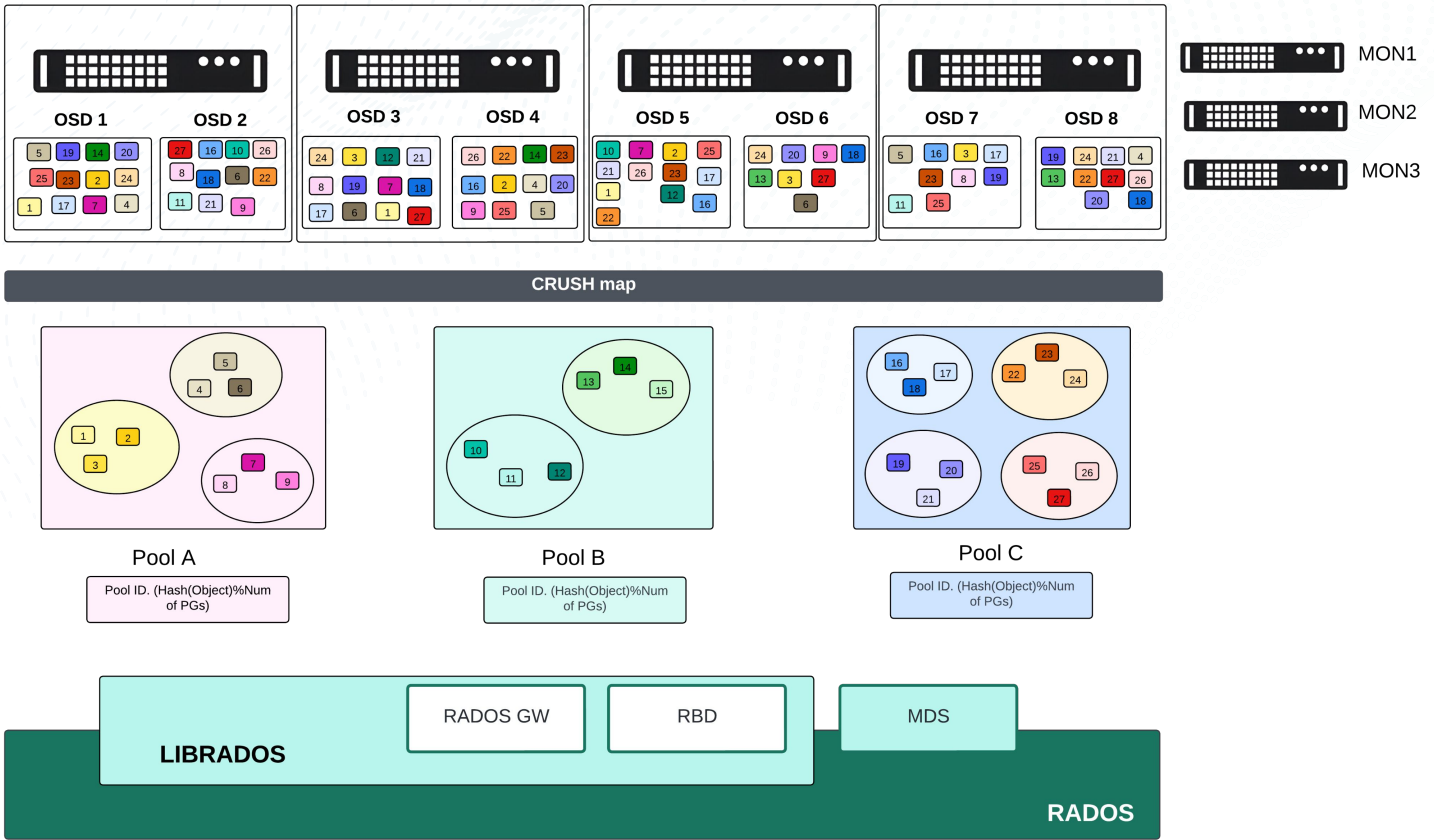 MON1
MON2
MON3
OSD 1
OSD 2
OSD 3
OSD 4
OSD 5
OSD 6
OSD 7
OSD 8
5 19 14 20
25 23 2 24
1 17 7 4
27 16 10 26
8 18 6 22
11 21 9
24 3 12 21
8 19 7 18
17 6 1 27
26 22 14 23
16 2 4 20
9 25 5
10 7 2 25
21 26 23 17
1 12 16
22
24 20 9 18
13 3 27
6
5 16 3 17
23 8 19
11 25
19 24 21 4
13 22 27 26
20 18
CRUSH map
5
4 6
1 2
3
7
8 9
14
13 15
10
11 12
16 17
18
23
22 24
19 20
21
25 26
27
Pool A
Pool B
Pool C
Pool ID. (Hash(Object)%Num
of PGs)
Pool ID. (Hash(Object)%Num
of PGs)
Pool ID. (Hash(Object)%Num
of PGs)
RADOS GW
RBD
MDS
LIBRADOS
RADOS